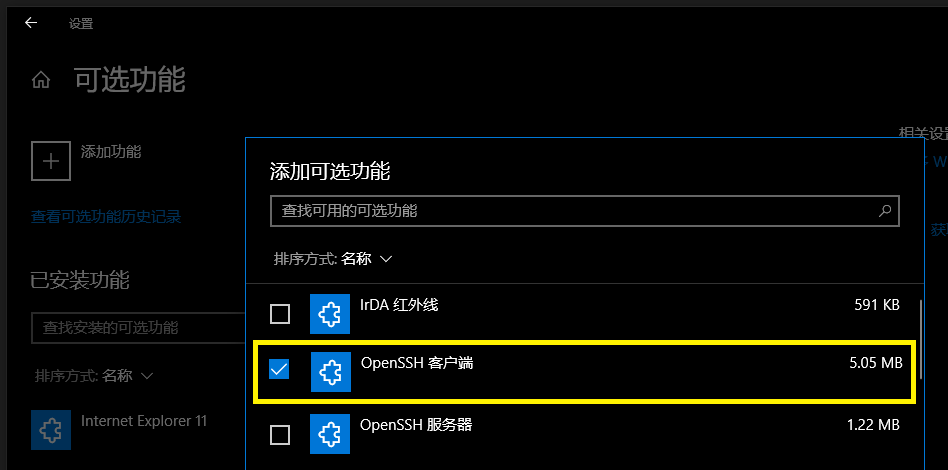 设置
可选功能
添加功能
查看可选功能历史记录
已安装功能
查找安装的可选功能
排序方式: 名称
Internet Explorer 11
相关设
添加可选功能
查找可用的可选功能
排序方式: 名称
IrDA 红外线 591 KB
OpenSSH 客户端 5.05 MB
OpenSSH 服务器 1.22 MB